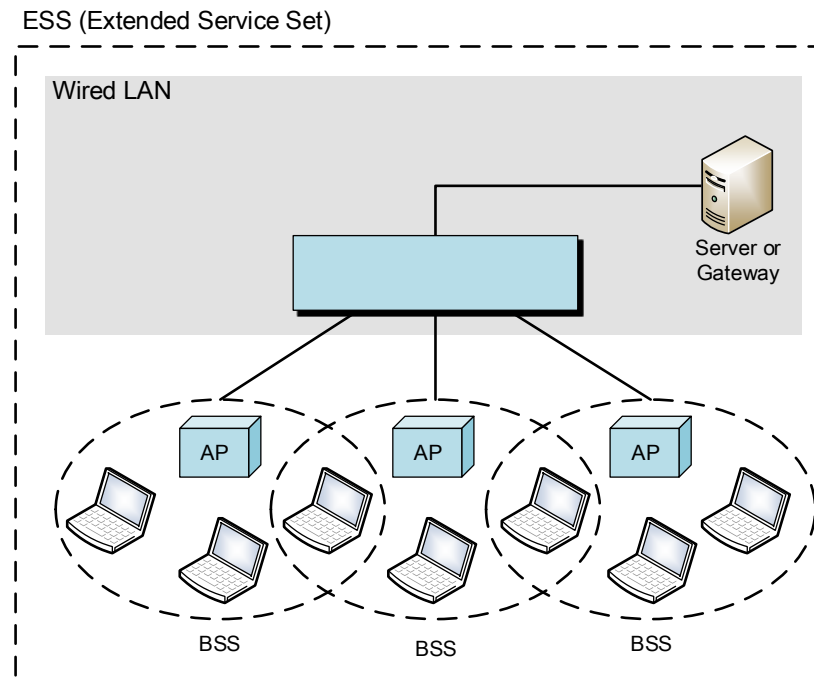 ESS (Extended Service Set)
Wired LAN
Server or
Gateway
AP
AP
AP
BSS
BSS
BSS